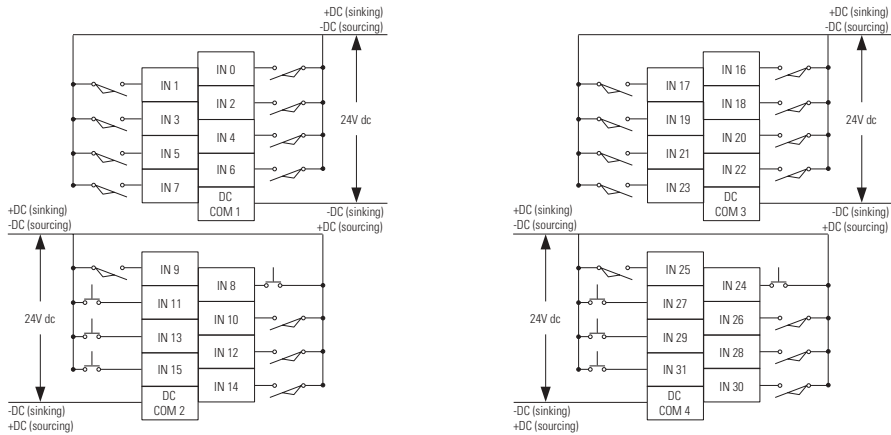 +DC (sinking)
-DC (sourcing)
IN 0
IN 1
IN 2
IN 3
IN 4
IN 5
IN 6
IN 7
DC
COM 1
24V dc
-DC (sinking)
+DC (sourcing)
+DC (sinking)
-DC (sourcing)
IN 9
IN 8
IN 11
IN 10
IN 13
IN 12
IN 15
IN 14
DC
COM 2
24V dc
-DC (sinking)
+DC (sourcing)
+DC (sinking)
-DC (sourcing)
IN 16
IN 17
IN 18
IN 19
IN 20
IN 21
IN 22
IN 23
DC
COM 3
24V dc
-DC (sinking)
+DC (sourcing)
+DC (sinking)
-DC (sourcing)
IN 25
IN 24
IN 27
IN 26
IN 29
IN 28
IN 31
IN 30
DC
COM 4
24V dc
-DC (sinking)
+DC (sourcing)